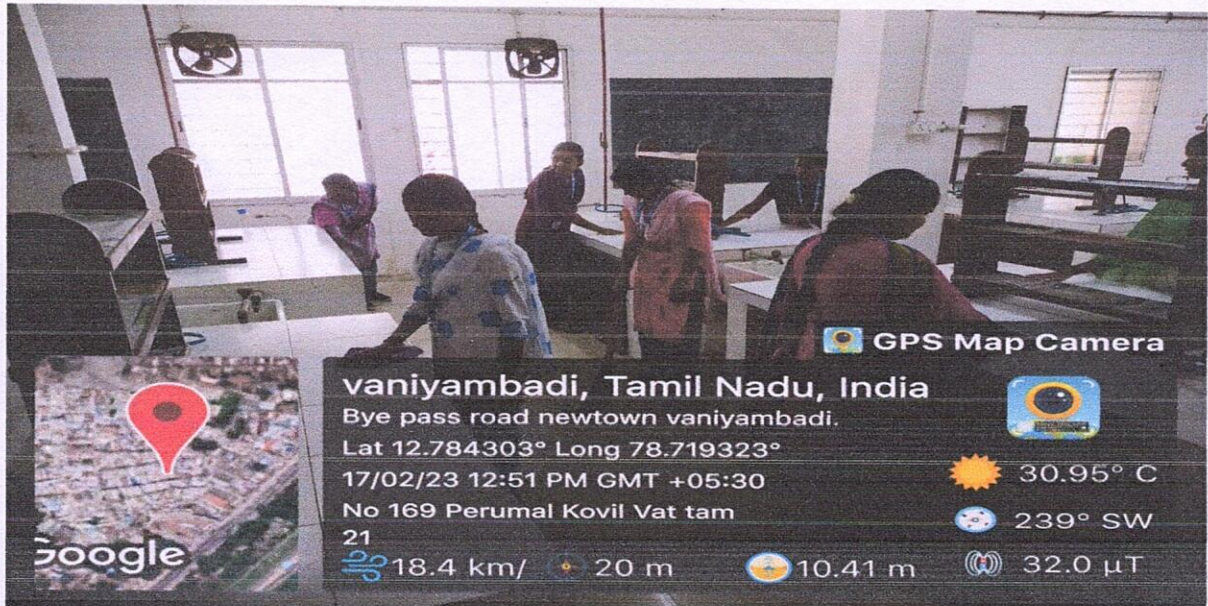 GPS Map Camera
vaniyambadi, Tamil Nadu, India
Bye pass road newtown vaniyambadi.
Lat 12.784303° Long 78.719323°
17/02/23 12:51 PM GMT +05:30
No 169 Perumal Kovil Vat tam
21
30.95° C
239° SW
18.4 km/ 20 m 10.41 m 32.0 µT
Google